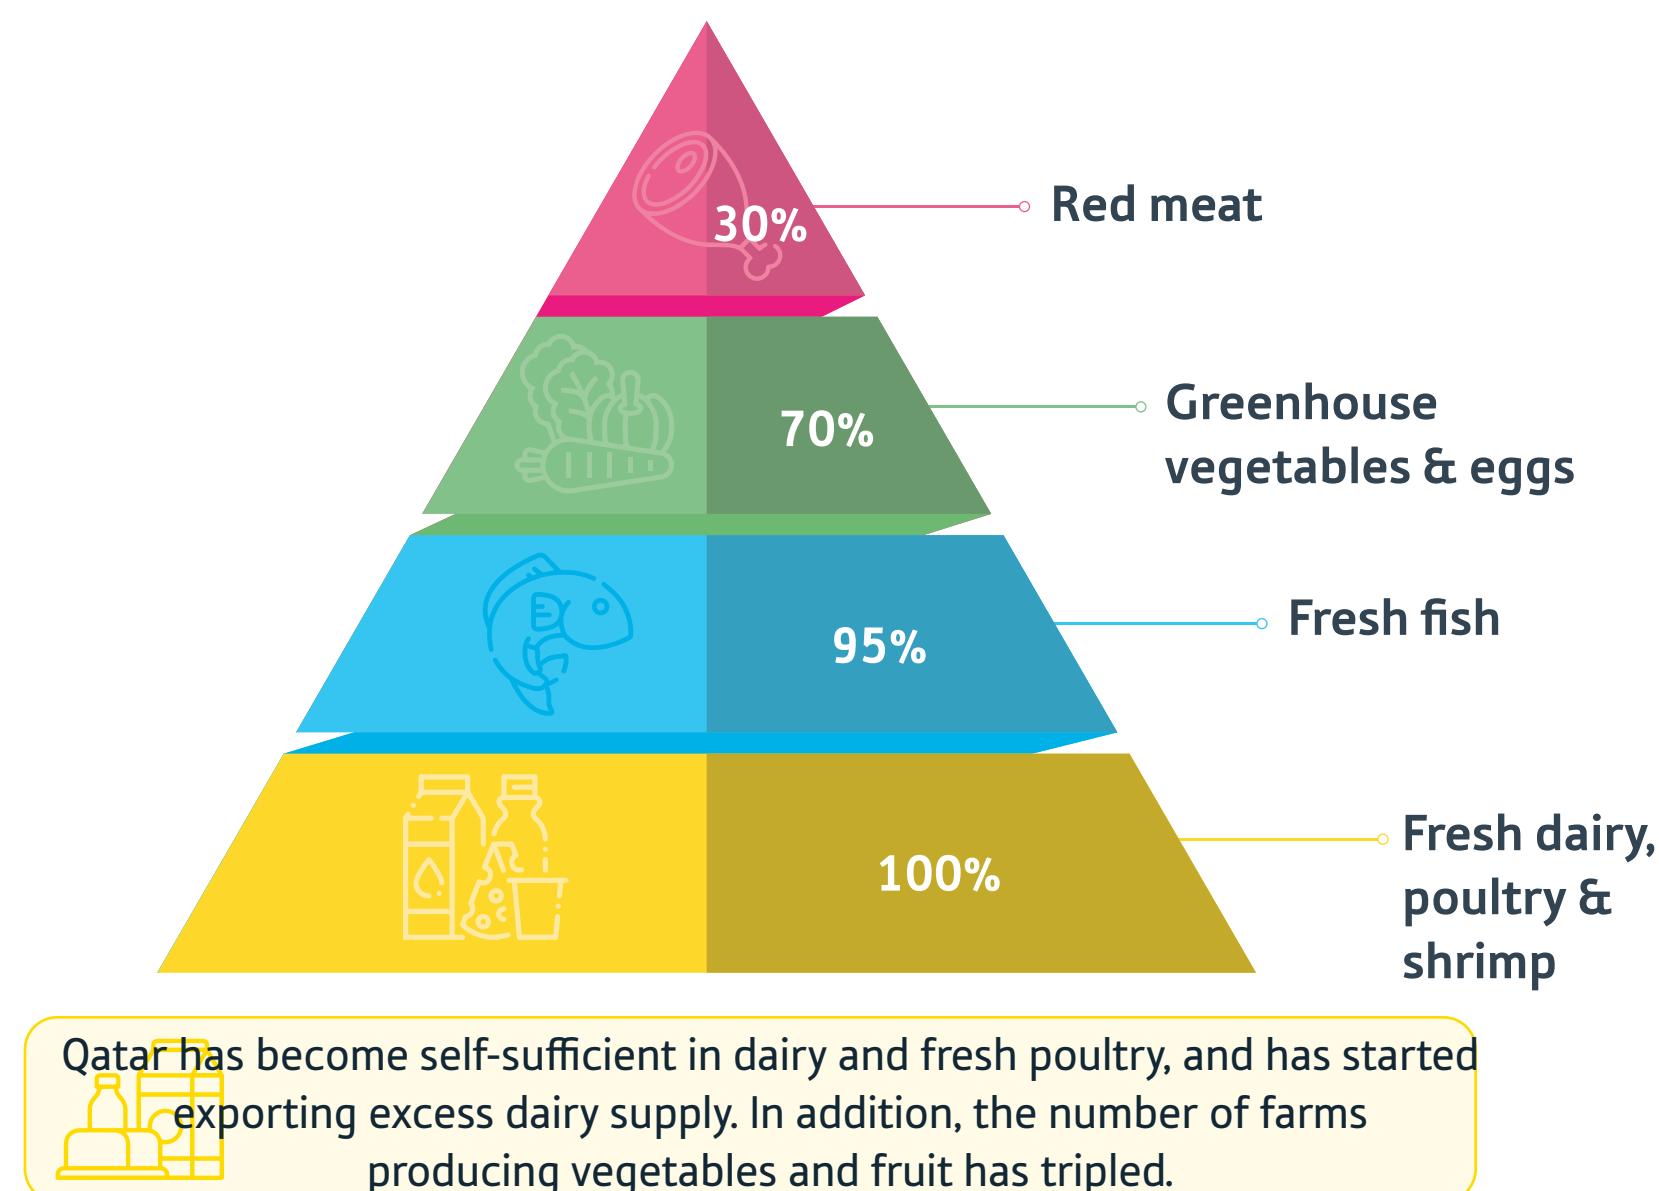 30%
Red meat
70%
Greenhouse
vegetables & eggs
95%
Fresh fish
100%
Fresh dairy,
poultry &
shrimp
Qatar has become self-sufficient in dairy and fresh poultry, and has started
exporting excess dairy supply. In addition, the number of farms
producing vegetables and fruit has tripled.